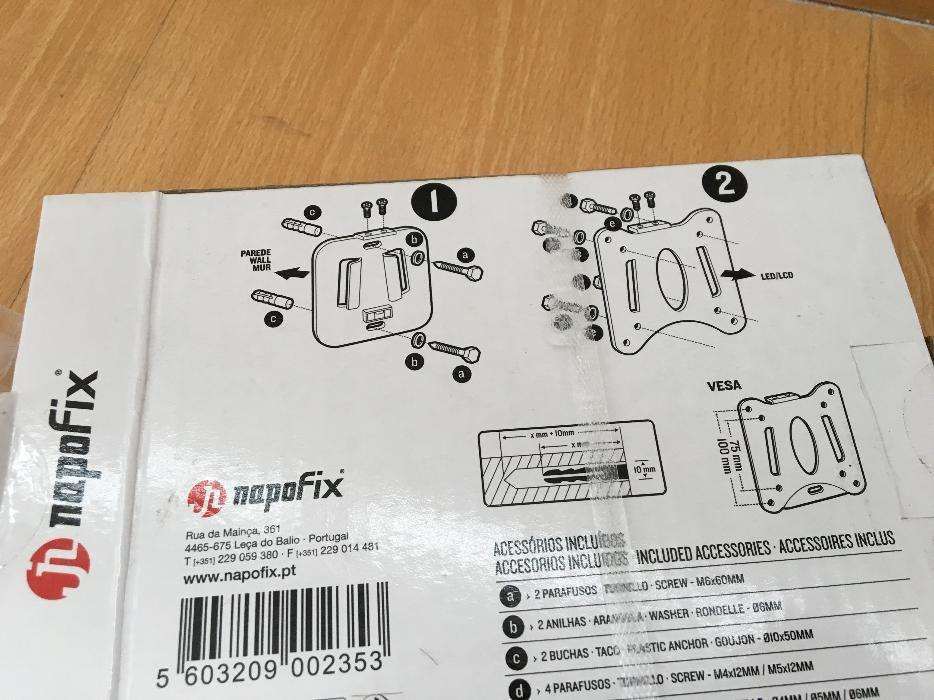 1
2
c
b
a
PAREDE
WALL
MUR
c
b
a
e
LED/LCD
napofix®
VESA
75 mm
100 mm
x mm + 10mm
x m
10 mm
napofix®
Rua da Mainça, 361
4465-675 Leça do Balio · Portugal
T [+351] 229 059 380 · F [+351] 229 014 481
www.napofix.pt
5 603209 002353
ACESSÓRIOS INCLUÍDOS
ACCESORIOS INCLUIDOS · INCLUDED ACCESSORIES · ACCESSOIRES INCLUS
a › 2 PARAFUSOS · TORNILLO · SCREW - M6x60MM
b › 2 ANILHAS · ARANDELA · WASHER · RONDELLE - Ø6MM
c › 2 BUCHAS · TACO · PLASTIC ANCHOR · GOUJON - Ø10x50MM
d › 4 PARAFUSOS · TORNILLO · SCREW - M4x12MM / M5x12MM
Ø4MM / Ø5MM / Ø6MM